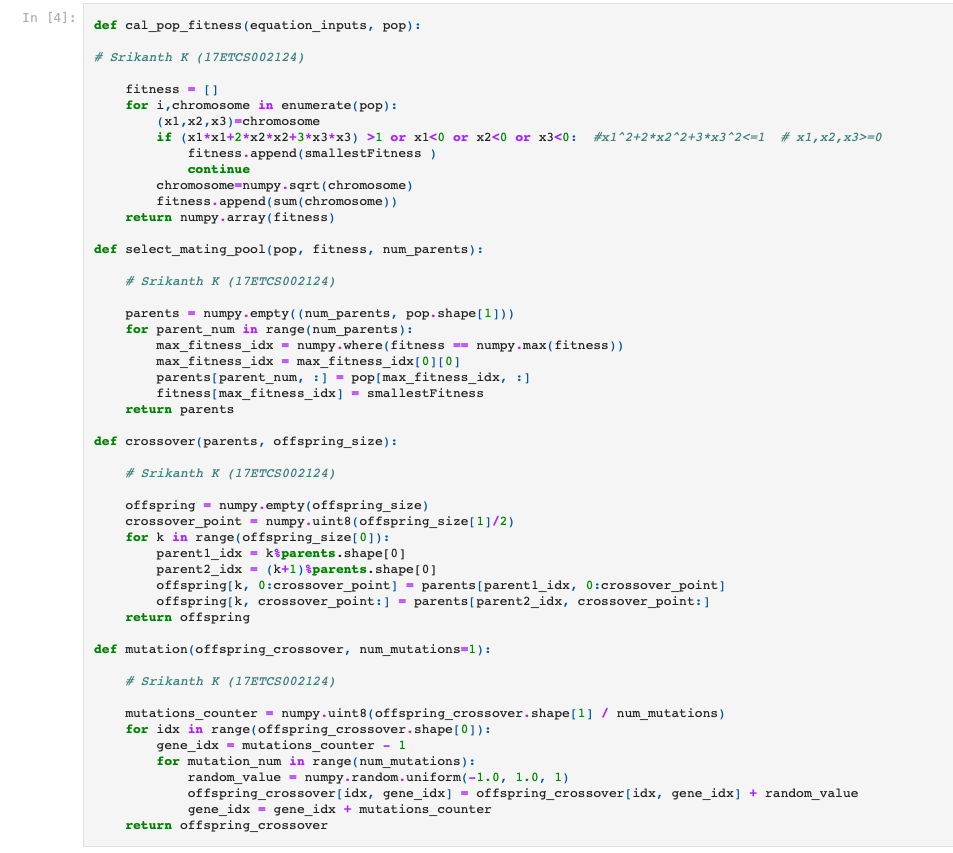 In [4]:
def cal_pop_fitness(equation_inputs, pop):
# Srikanth K (17ETCS002124)
    fitness = []
    for i,chromosome in enumerate(pop):
        (x1,x2,x3)=chromosome
        if (x1*x1+2*x2*x2+3*x3*x3) >1 or x1<0 or x2<0 or x3<0:  #x1^2+2*x2^2+3*x3^2<=1  # x1,x2,x3>=0
            fitness.append(smallestFitness )
            continue
        chromosome=numpy.sqrt(chromosome)
        fitness.append(sum(chromosome))
    return numpy.array(fitness)
def select_mating_pool(pop, fitness, num_parents):
    # Srikanth K (17ETCS002124)
    parents = numpy.empty((num_parents, pop.shape[1]))
    for parent_num in range(num_parents):
        max_fitness_idx = numpy.where(fitness == numpy.max(fitness))
        max_fitness_idx = max_fitness_idx[0][0]
        parents[parent_num, :] = pop[max_fitness_idx, :]
        fitness[max_fitness_idx] = smallestFitness
    return parents
def crossover(parents, offspring_size):
    # Srikanth K (17ETCS002124)
    offspring = numpy.empty(offspring_size)
    crossover_point = numpy.uint8(offspring_size[1]/2)
    for k in range(offspring_size[0]):
        parent1_idx = k%parents.shape[0]
        parent2_idx = (k+1)%parents.shape[0]
        offspring[k, 0:crossover_point] = parents[parent1_idx, 0:crossover_point]
        offspring[k, crossover_point:] = parents[parent2_idx, crossover_point:]
    return offspring
def mutation(offspring_crossover, num_mutations=1):
    # Srikanth K (17ETCS002124)
    mutations_counter = numpy.uint8(offspring_crossover.shape[1] / num_mutations)
    for idx in range(offspring_crossover.shape[0]):
        gene_idx = mutations_counter - 1
        for mutation_num in range(num_mutations):
            random_value = numpy.random.uniform(-1.0, 1.0, 1)
            offspring_crossover[idx, gene_idx] = offspring_crossover[idx, gene_idx] + random_value
            gene_idx = gene_idx + mutations_counter
    return offspring_crossover